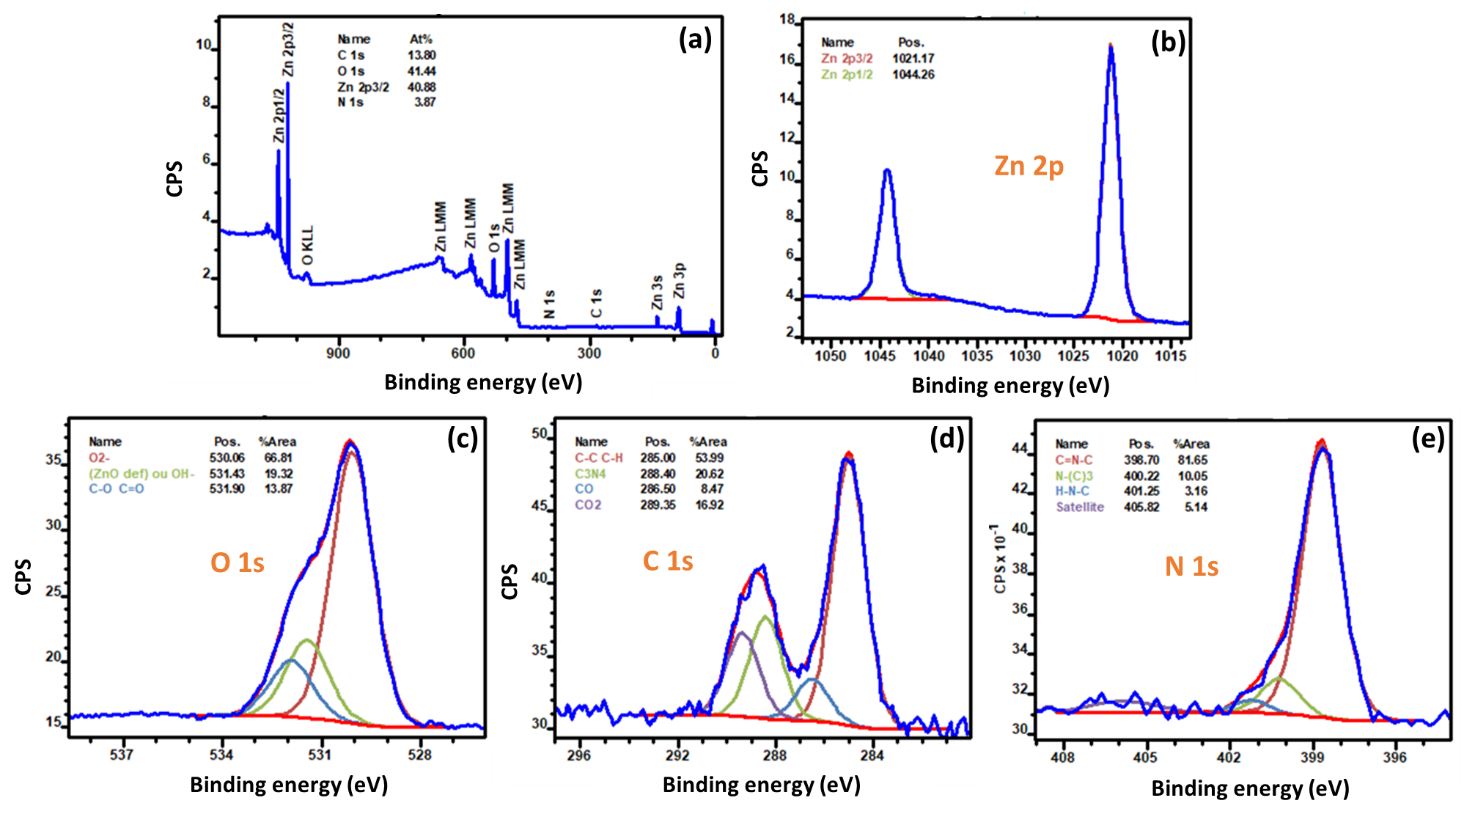 (a)
Name At%
C 1s 13.80
O 1s 41.44
Zn 2p3/2 40.88
N 1s 3.87
Zn 2p1/2
Zn 2p3/2
O KLL
Zn LMM
Zn LMM
O 1s
Zn LMM
Zn LMM
N 1s
C 1s
Zn 3s
Zn 3p
10
8
6
4
2
CPS
900 600 300 0
Binding energy (eV)
(b)
Name Pos.
Zn 2p3/2 1021.17
Zn 2p1/2 1044.26
Zn 2p
18
16
14
12
10
8
6
4
2
CPS
1050 1045 1040 1035 1030 1025 1020 1015
Binding energy (eV)
(c)
Name Pos. %Area
O2- 530.06 66.81
(ZnO def) ou OH- 531.43 19.32
C-O C=O 531.90 13.87
O 1s
35
30
25
20
15
CPS
537 534 531 528
Binding energy (eV)
(d)
Name Pos. %Area
C-C C-H 285.00 53.99
C3N4 288.40 20.62
CO 286.50 8.47
CO2 289.35 16.92
C 1s
50
45
40
35
30
CPS
296 292 288 284
Binding energy (eV)
(e)
Name Pos. %Area
C=N-C 398.70 81.65
N-(C)3 400.22 10.05
H-N-C 401.25 3.16
Satellite 405.82 5.14
N 1s
44
42
40
38
36
34
32
30
CPS x 10-1
408 405 402 399 396
Binding energy (eV)